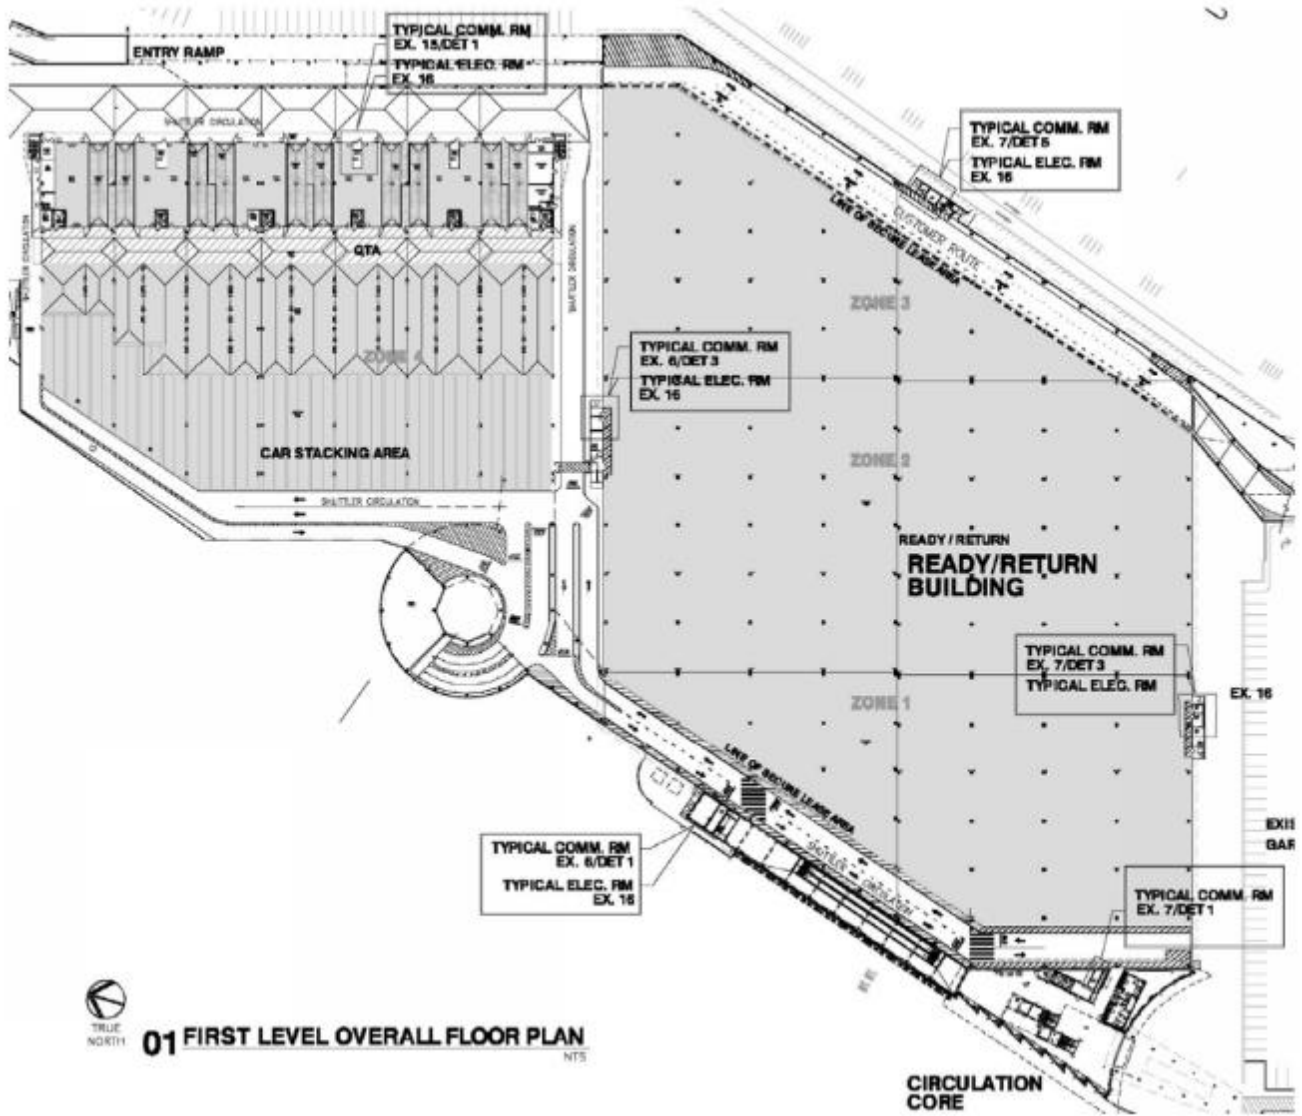 TYPICAL COMM. RM
EX. 15/DET 1
TYPICAL ELEC. RM
EX. 16
ENTRY RAMP
SHUTTLER CIRCULATION
TYPICAL COMM. RM
EX. 7/DET 5
TYPICAL ELEC. RM
EX. 16
CUSTOMER ROUTE
LINE OF SECURE LEASE AREA
SHUTTLER CIRCULATION
SHUTTLER CIRCULATION
QTA
ZONE 3
ZONE 4
TYPICAL COMM. RM
EX. 6/DET 3
TYPICAL ELEC. RM
EX. 16
CAR STACKING AREA
ZONE 2
SHUTTLER CIRCULATION
READY / RETURN
READY/RETURN
BUILDING
TYPICAL COMM. RM
EX. 7/DET 3
TYPICAL ELEC. RM
EX. 16
ZONE 1
LINE OF SECURE LEASE AREA
SHUTTLER CIRCULATION
TYPICAL COMM. RM
EX. 6/DET 1
TYPICAL ELEC. RM
EX. 16
EXIS
GAR
TYPICAL COMM. RM
EX. 7/DET 1
TRUE
NORTH
01 FIRST LEVEL OVERALL FLOOR PLAN
NTS
CIRCULATION
CORE